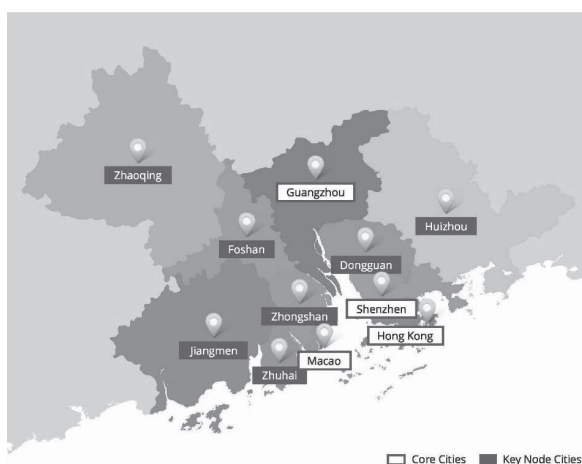 Zhaoqing
Guangzhou
Huizhou
Foshan
Dongguan
Zhongshan
Shenzhen
Hong Kong
Jiangmen
Macao
Zhuhai
Core Cities
Key Node Cities